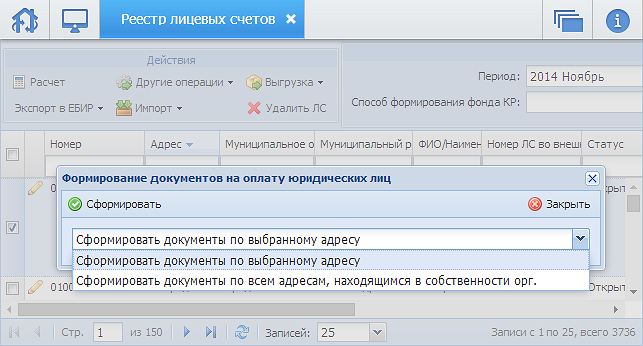 Реестр лицевых счетов
Действия
Расчет Другие операции Выгрузка
Экспорт в ЕБИР Импорт Удалить ЛС
Период: 2014 Ноябрь
Способ формирования фонда КР:
Номер Адрес Муниципальное о Муниципальный р ФИО/Наимен Номер ЛС во внеш Статус
Формирование документов на оплату юридических лиц
Сформировать Закрыть
Сформировать документы по выбранному адресу
Сформировать документы по выбранному адресу
Сформировать документы по всем адресам, находящимся в собственности орг.
0100 Открыт
Стр. 1 из 150 Записей: 25 Записи с 1 по 25, всего 3736